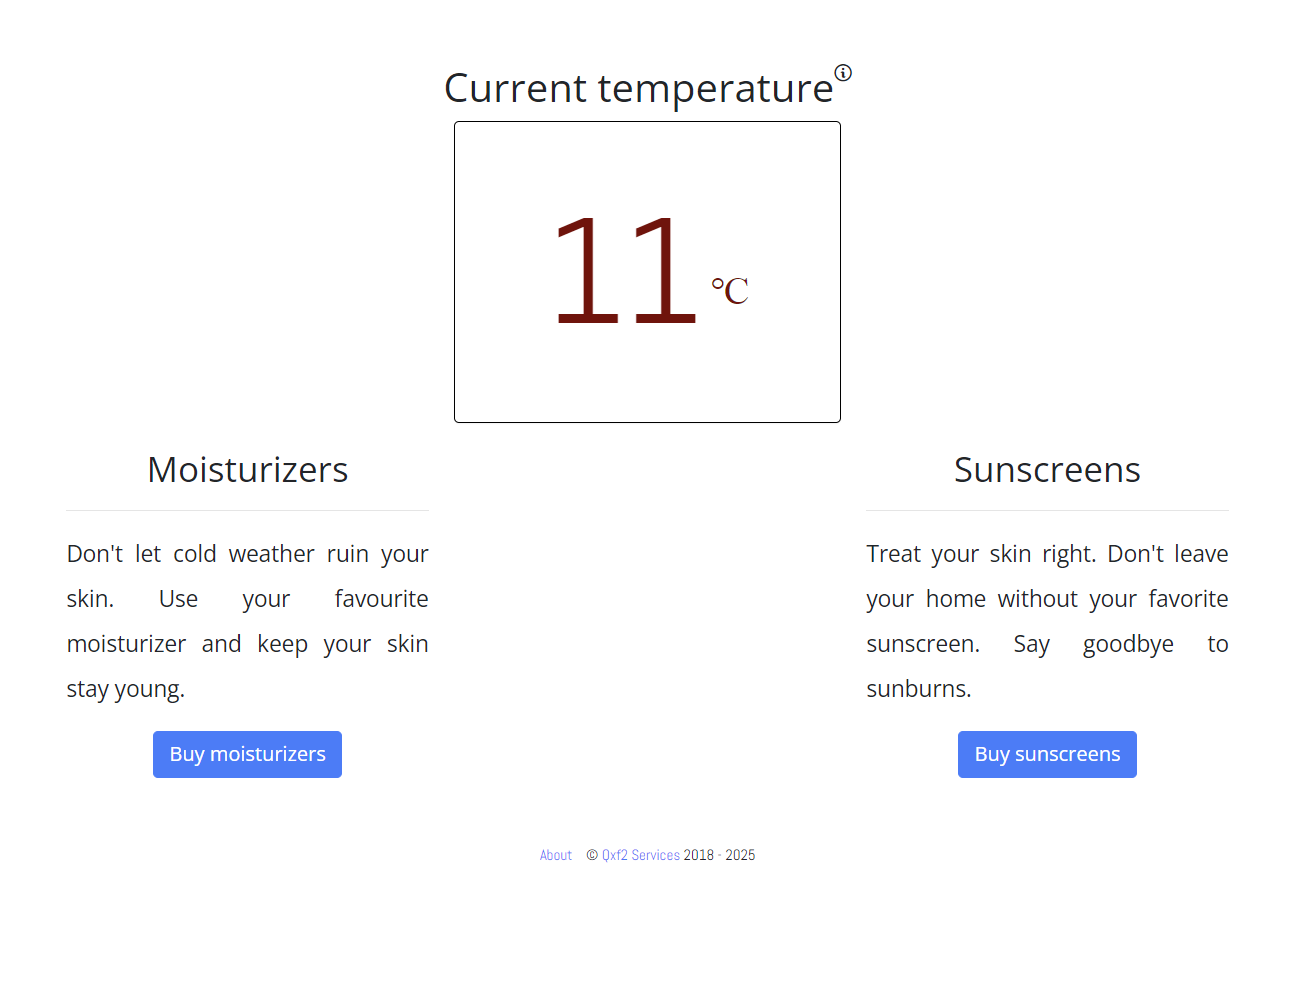 Current temperature
11 ℃
Moisturizers
Don't let cold weather ruin your
skin. Use your favourite
moisturizer and keep your skin
stay young.
Buy moisturizers
Sunscreens
Treat your skin right. Don't leave
your home without your favorite
sunscreen. Say goodbye to
sunburns.
Buy sunscreens
About © Qxf2 Services 2018 - 2025